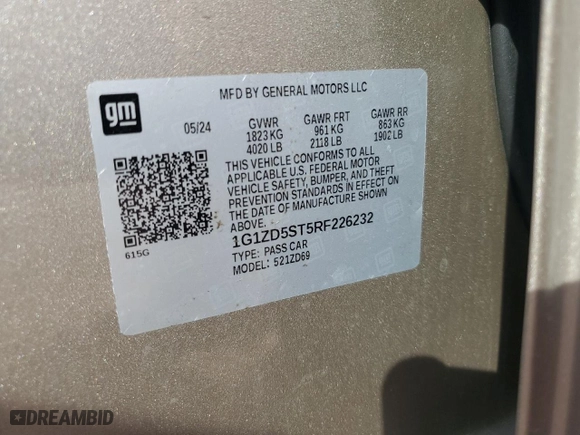 MFD BY GENERAL MOTORS LLC
gm
05/24
GVWR GAWR FRT GAWR RR
1823 KG 961 KG 863 KG
4020 LB 2118 LB 1902 LB
THIS VEHICLE CONFORMS TO ALL
APPLICABLE U.S. FEDERAL MOTOR
VEHICLE SAFETY, BUMPER, AND THEFT
PREVENTION STANDARDS IN EFFECT ON
THE DATE OF MANUFACTURE SHOWN
ABOVE.
615G
1G1ZD5ST5RF226232
TYPE: PASS CAR
MODEL: 521ZD69
DREAMBID